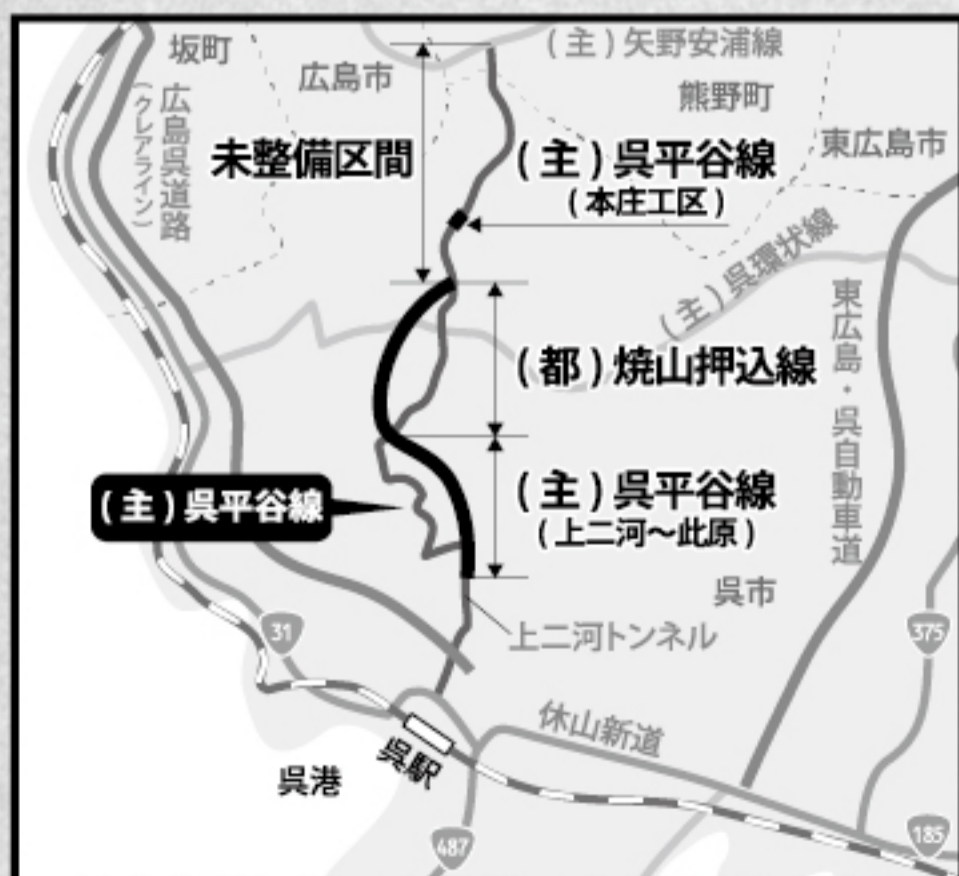 (主)矢野安浦線
坂町
広島市
熊野町
東広島市
広島呉道路
(クレアライン)
未整備区間
(主)呉平谷線
(本庄工区)
(主)呉環状線
東広島・呉自動車道
(都)焼山押込線
(主)呉平谷線
(主)呉平谷線
(上二河～此原)
呉市
上二河トンネル
31
375
休山新道
呉駅
呉港
487
185